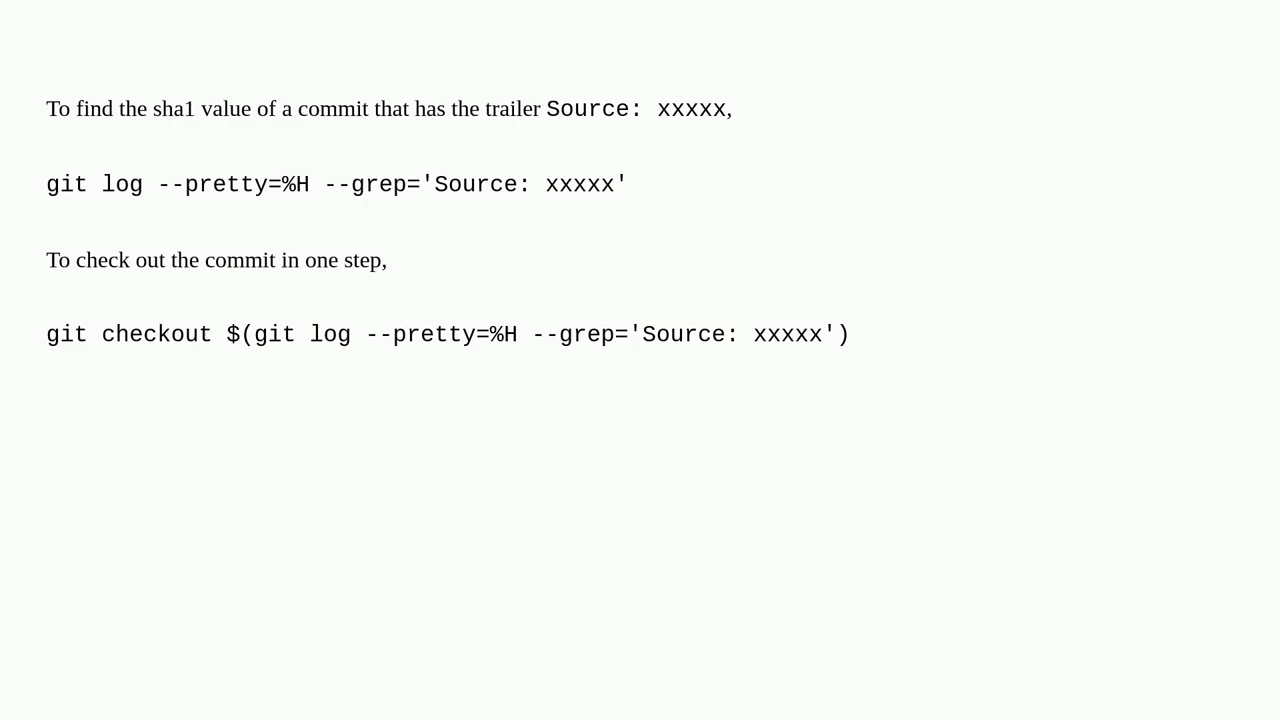 To find the sha1 value of a commit that has the trailer Source: xxxxx,
git log --pretty=%H --grep='Source: xxxxx'
To check out the commit in one step,
git checkout $(git log --pretty=%H --grep='Source: xxxxx')